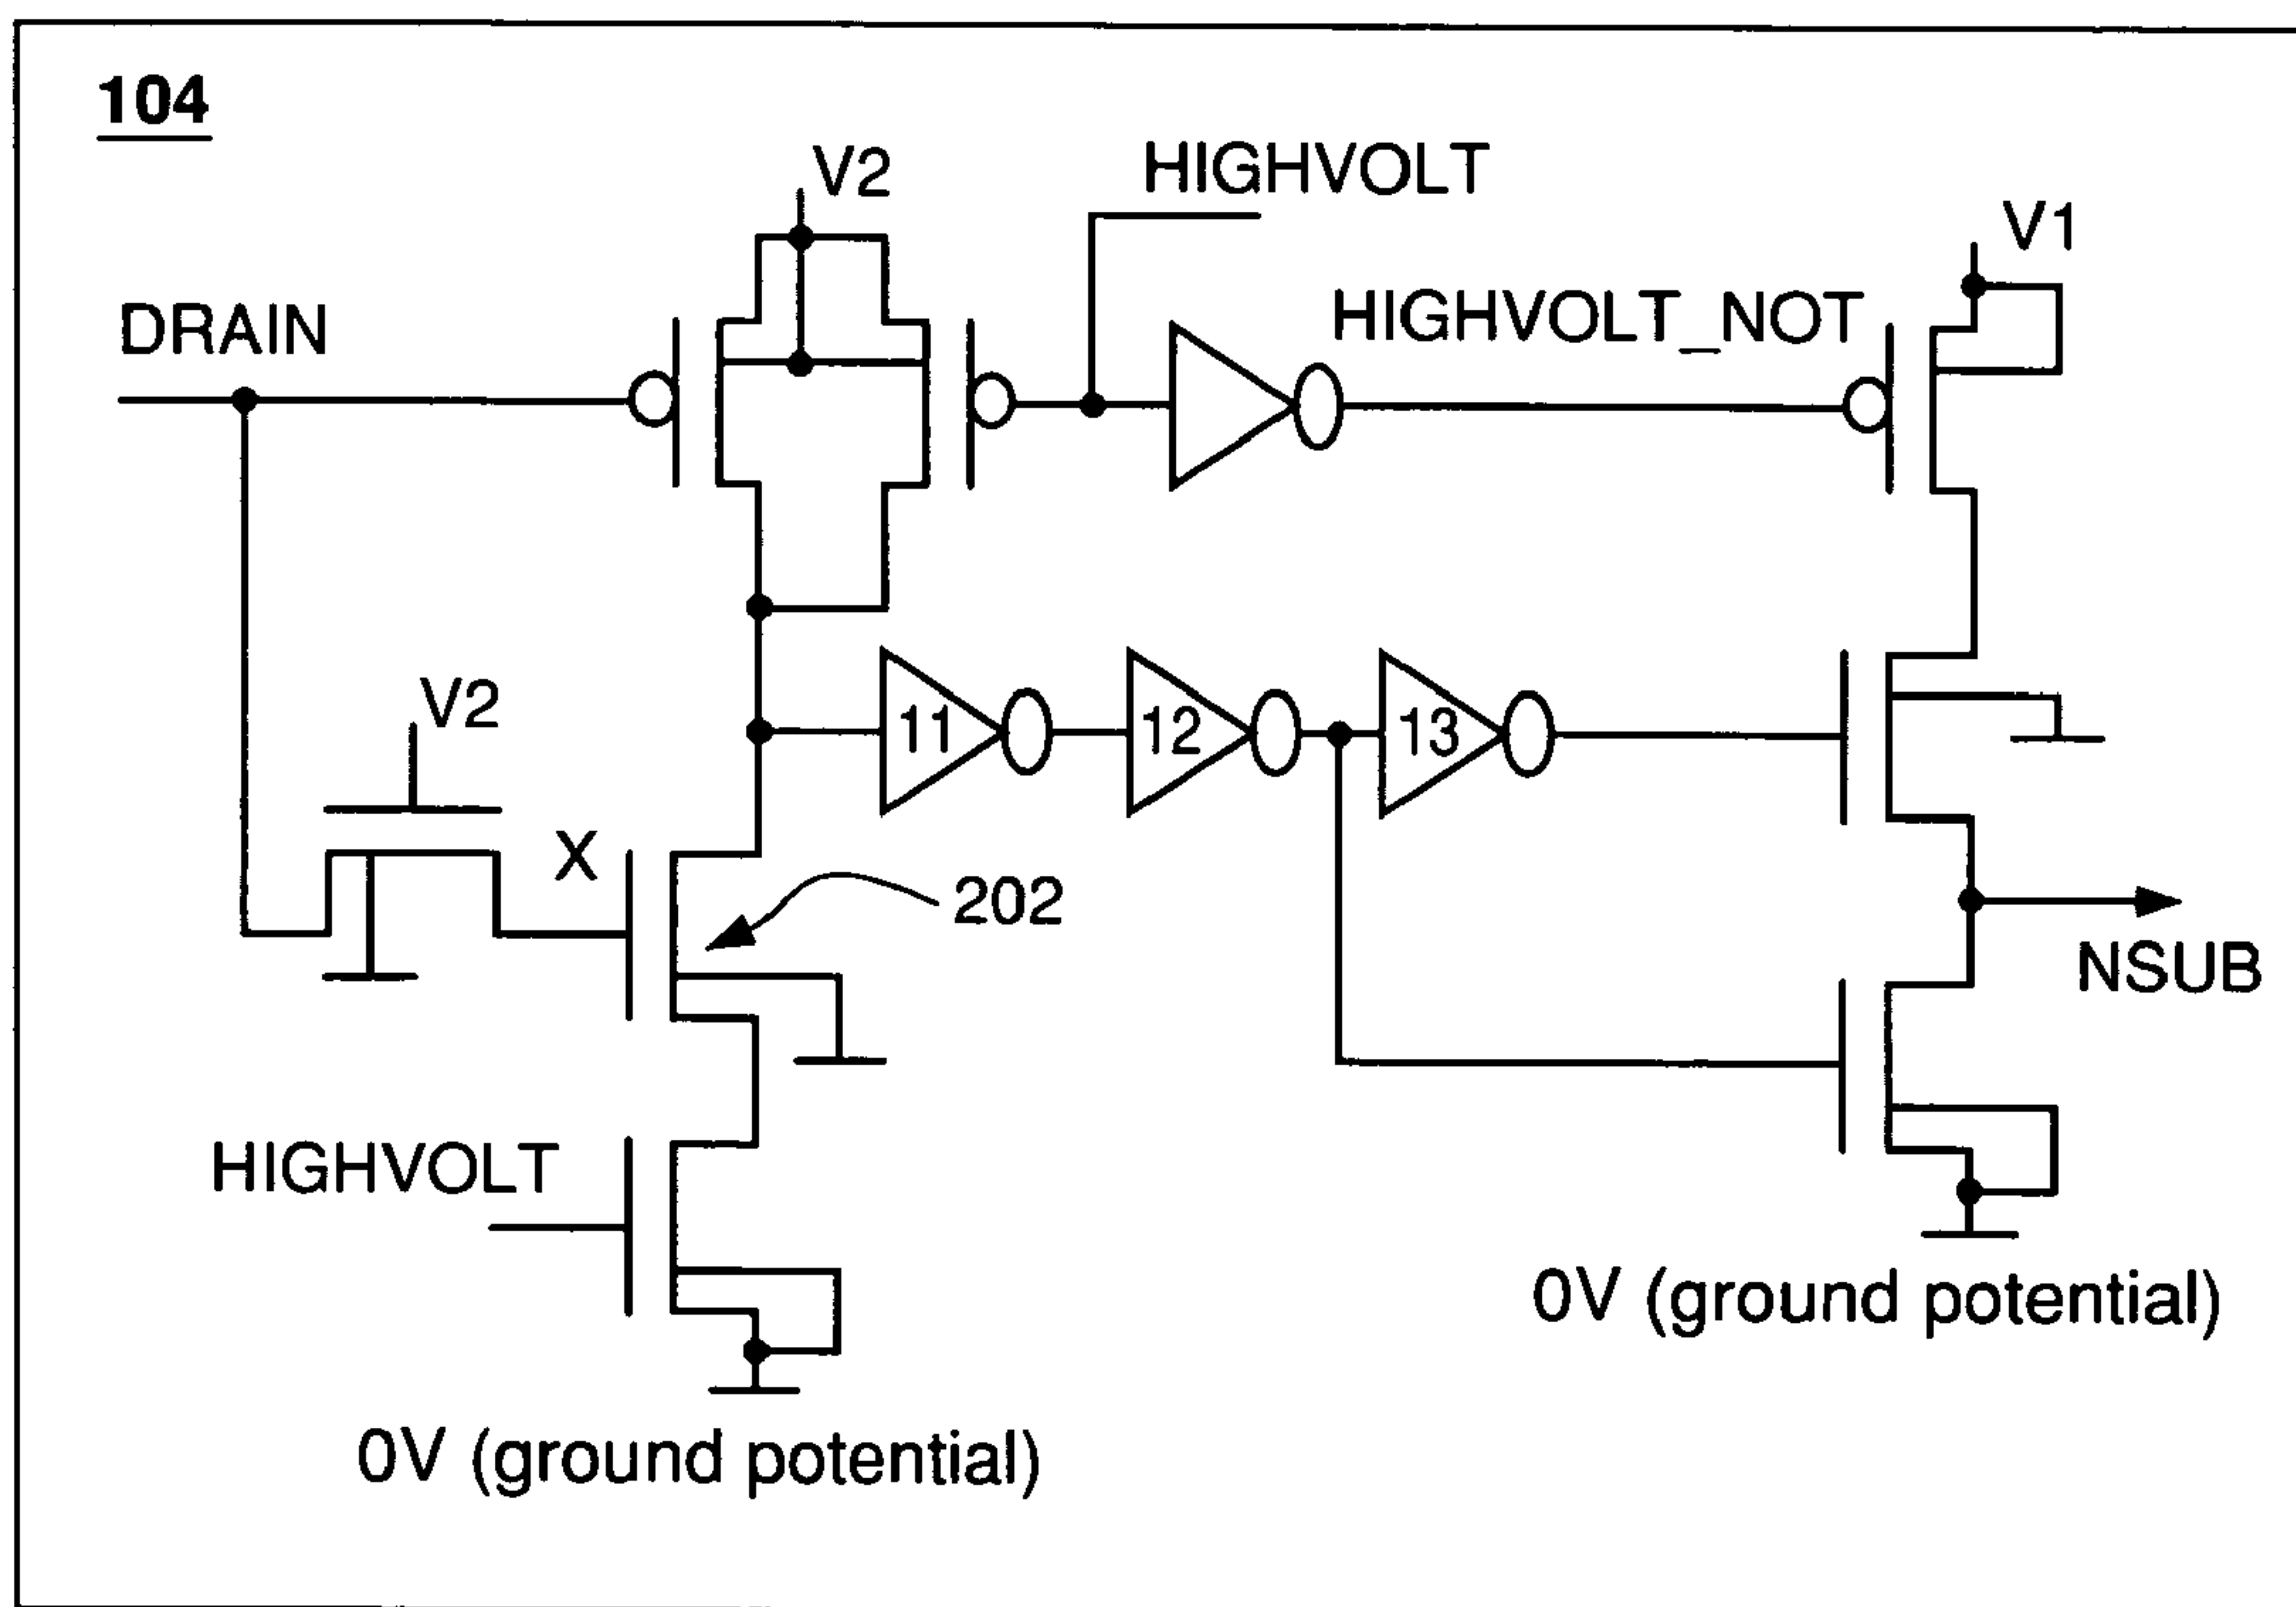 104
V2
HIGHVOLT
V1
DRAIN
HIGHVOLT_NOT
V2
11
12
13
X
202
NSUB
HIGHVOLT
0V (ground potential)
0V (ground potential)